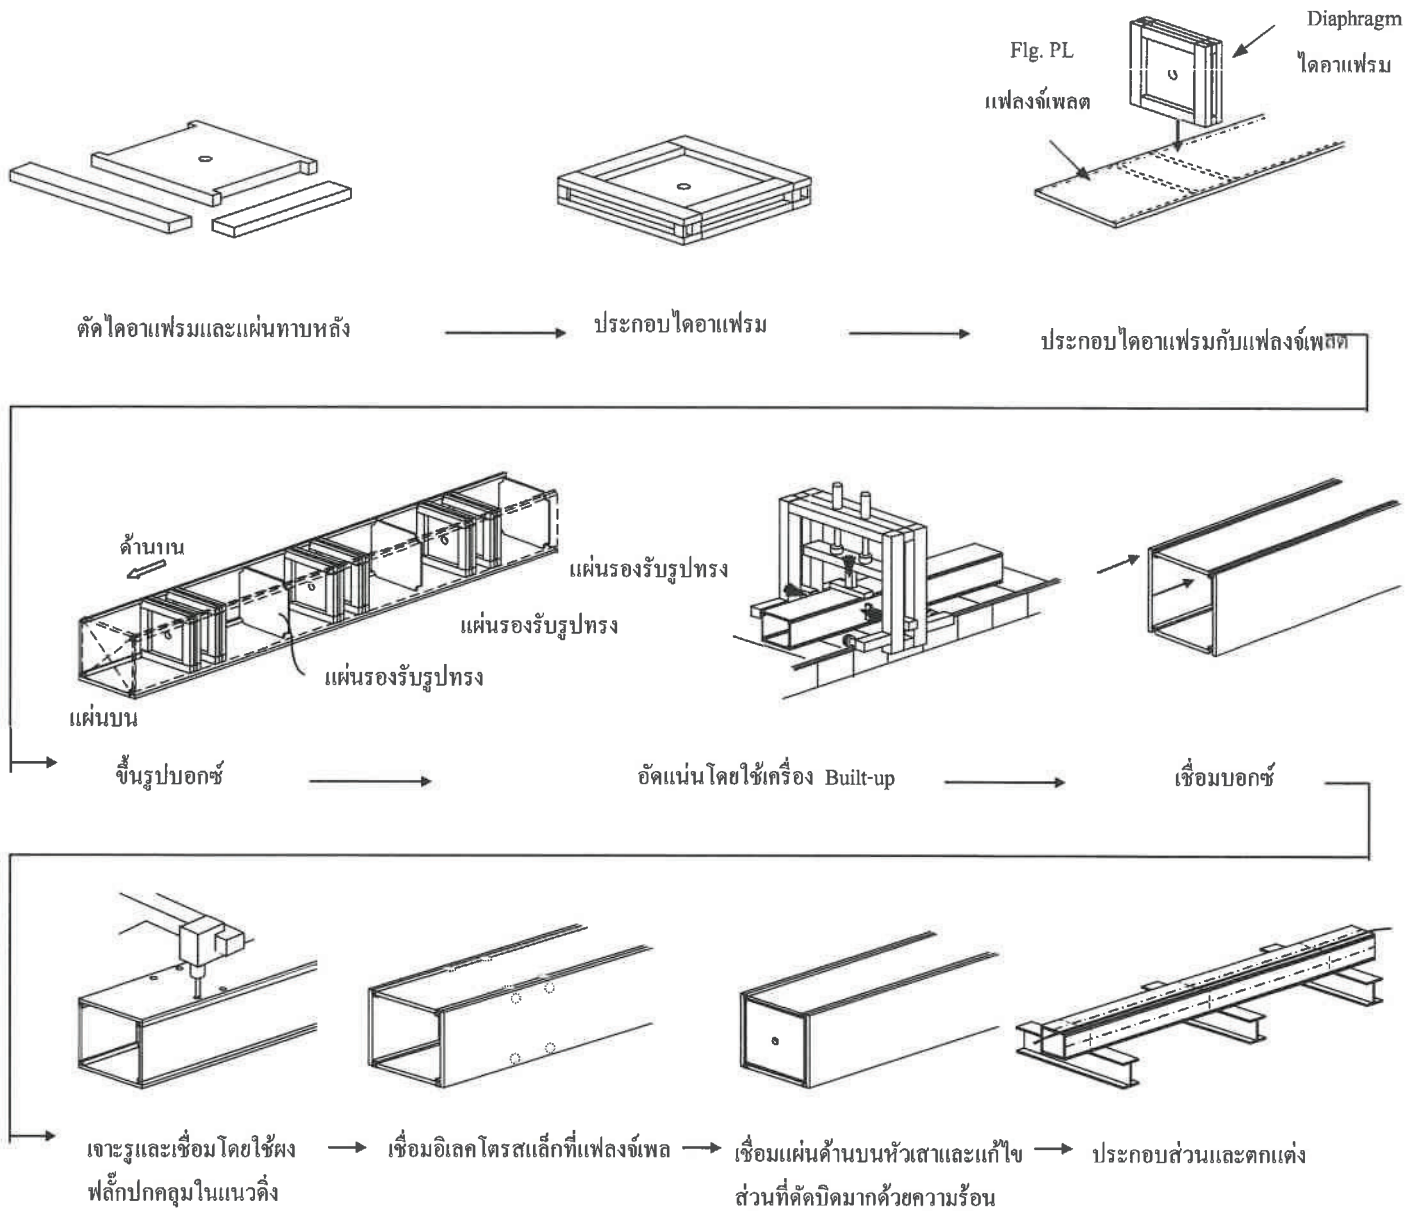 Diaphragm
ไดอาแฟรม
Flg. PL
แฟลงจ์เพลต
ตัดไดอาแฟรมและแผ่นทาบหลัง
ประกอบไดอาแฟรม
ประกอบไดอาแฟรมกับแฟลงจ์เพลต
ด้านบน
แผ่นรองรับรูปทรง
แผ่นรองรับรูปทรง
แผ่นรองรับรูปทรง
แผ่นบน
ขึ้นรูปบอกซ์
อัดแน่นโดยใช้เครื่อง Built-up
เชื่อมบอกซ์
เจาะรูและเชื่อมโดยใช้ผง
ฟลั๊กปกคลุมในแนวดิ่ง
เชื่อมอิเลคโตรสแล็กที่แฟลงจ์เพล
เชื่อมแผ่นด้านบนหัวเสาและแก้ไข
ส่วนที่ดัดบิดมากด้วยความร้อน
ประกอบส่วนและตกแต่ง